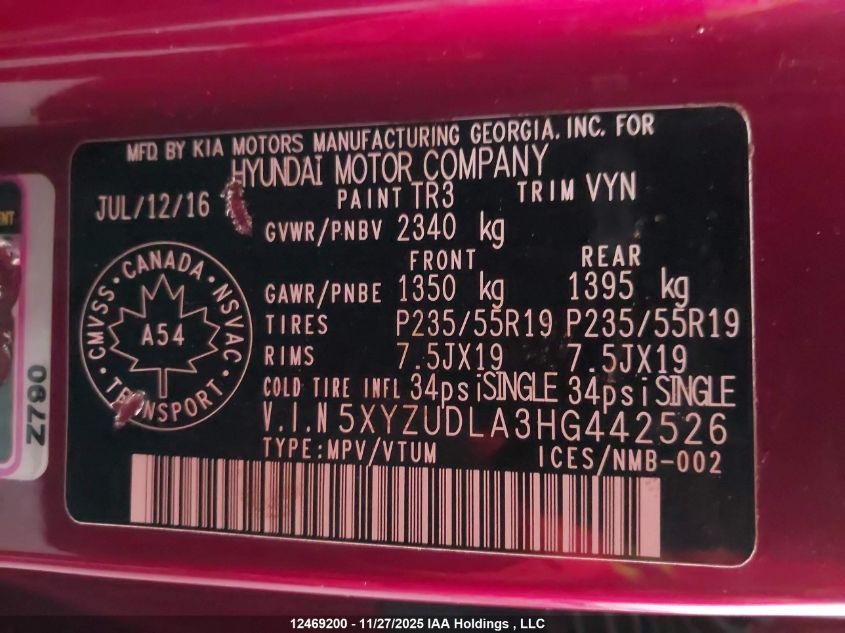 MFD. BY KIA MOTORS MANUFACTURING GEORGIA, INC. FOR
HYUNDAI MOTOR COMPANY
JUL/12/16 PAINT TR3 TRIM VYN
GVWR/PNBV 2340 kg
FRONT REAR
GAWR/PNBE 1350 kg 1395 kg
TIRES P235/55R19 P235/55R19
RIMS 7.5JX19 7.5JX19
COLD TIRE INFL 34psiSINGLE 34psiSINGLE
V.I.N 5XYZUDLA3HG442526
TYPE:MPV/VTUM ICES/NMB-002
CANADA
CMVSS · NSVAC
A54
TRANSPORT
Z790
12469200 - 11/27/2025 IAA Holdings , LLC